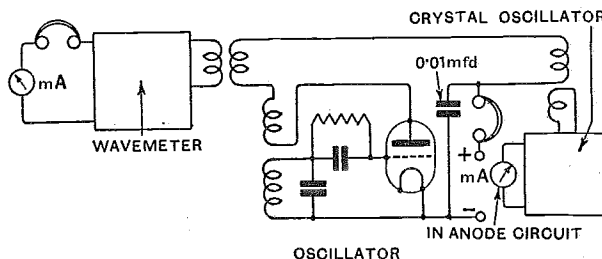 CRYSTAL OSCILLATOR
0·01mfd
mA
WAVEMETER
+
mA
−
IN ANODE CIRCUIT
OSCILLATOR